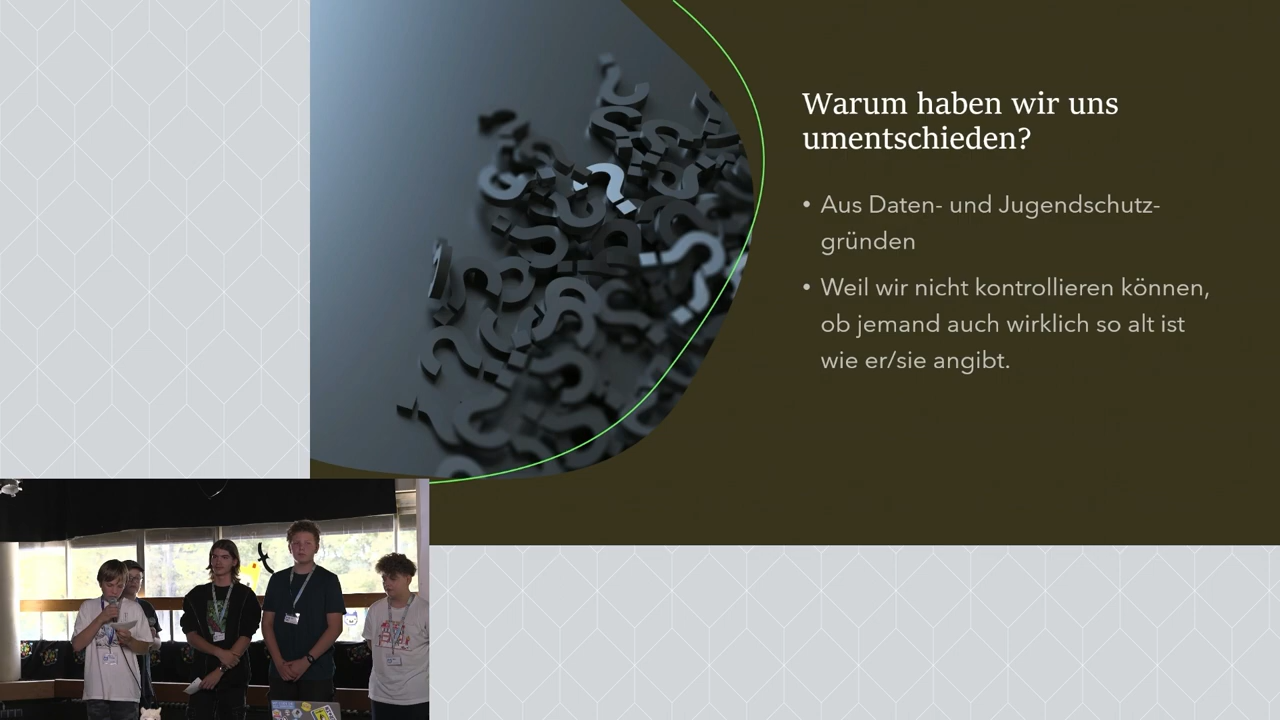 Warum haben wir uns
umentschieden?
• Aus Daten- und Jugendschutz-
gründen
• Weil wir nicht kontrollieren können,
ob jemand auch wirklich so alt ist
wie er/sie angibt.